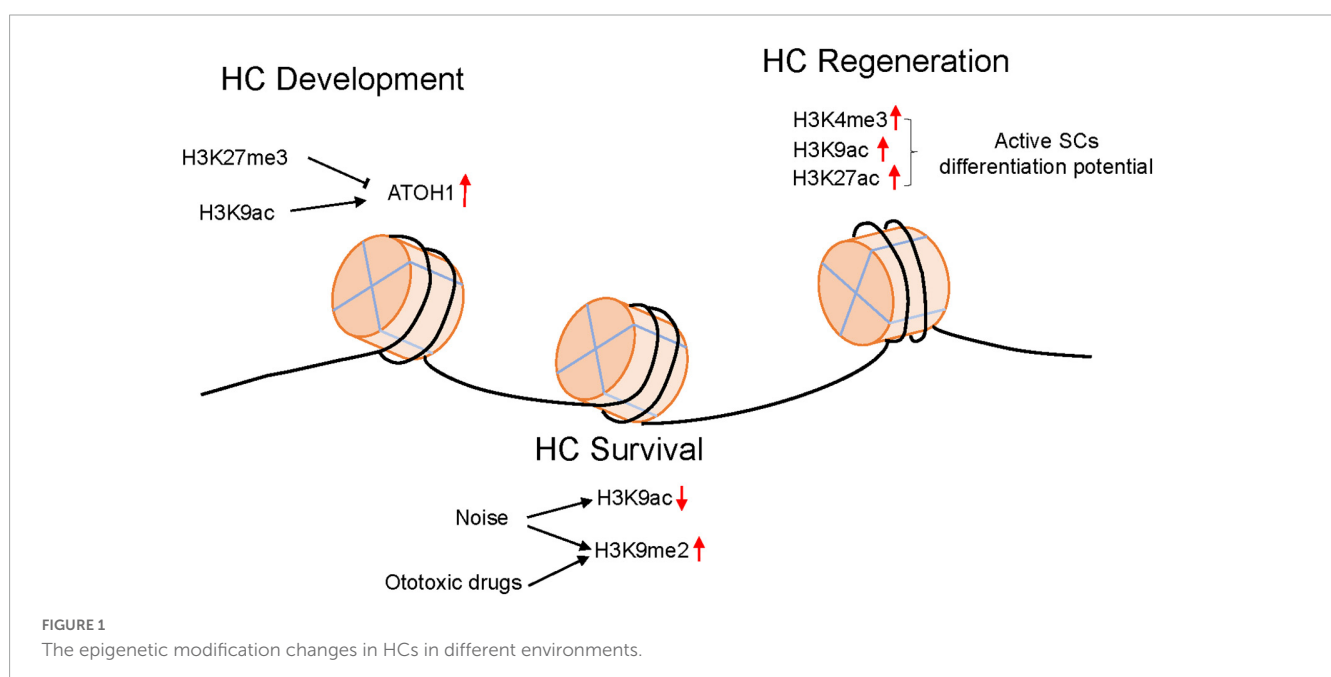 HC Development
H3K27me3
H3K9ac
ATOH1
HC Regeneration
H3K4me3
H3K9ac
H3K27ac
Active SCs
differentiation potential
HC Survival
Noise
Ototoxic drugs
H3K9ac
H3K9me2
FIGURE 1
The epigenetic modification changes in HCs in different environments.